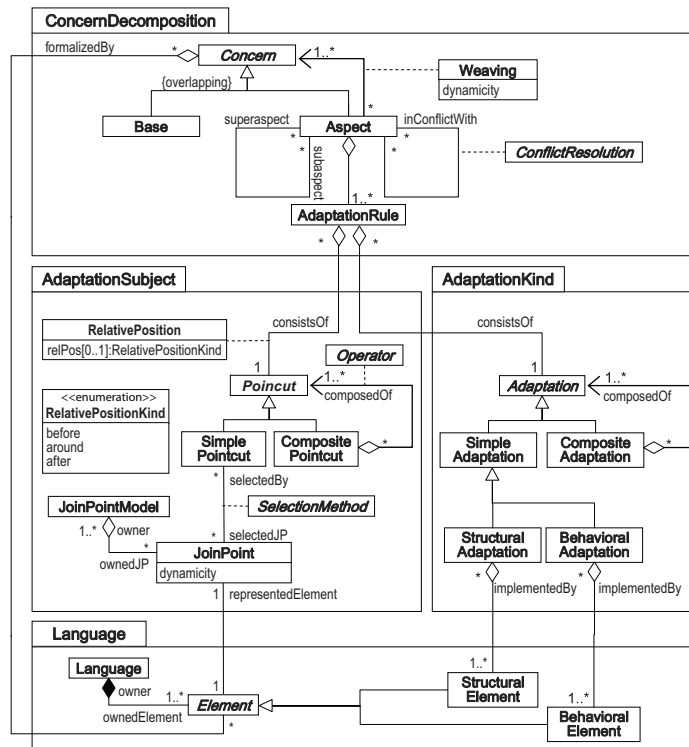 ConcernDecomposition
formalizedBy
*
Concern
1..*
Weaving
dynamicity
{overlapping}
*
Base
superaspect
Aspect
inConflictWith
*
*
*
*
subaspect
ConflictResolution
1..*
AdaptationRule
*
*
AdaptationSubject
AdaptationKind
RelativePosition
relPos[0..1]:RelativePositionKind
consistsOf
consistsOf
Operator
1
1
<<enumeration>>
RelativePositionKind
before
around
after
Poincut
1..*
composedOf
Adaptation
1..*
composedOf
Simple
Pointcut
Composite
Pointcut
*
Simple
Adaptation
Composite
Adaptation
*
*
selectedBy
JoinPointModel
SelectionMethod
1..*
owner
*
ownedJP
*
selectedJP
JoinPoint
dynamicity
Structural
Adaptation
Behavioral
Adaptation
*
implementedBy
*
implementedBy
1
representedElement
Language
Language
owner
1..*
ownedElement
1
Element
*
1..*
Structural
Element
1..*
Behavioral
Element